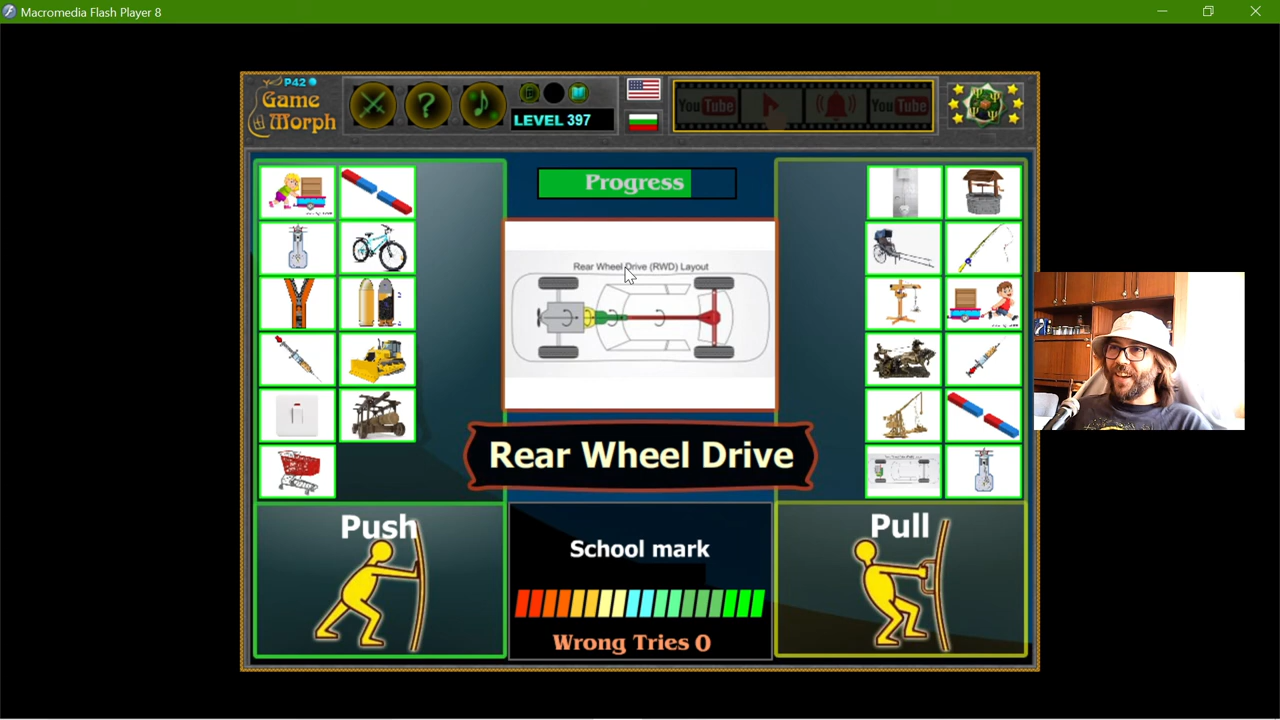 Macromedia Flash Player 8
P42
Game
Morph
LEVEL 397
YouTube
YouTube
Progress
Rear Wheel Drive (RWD) Layout
Rear Wheel Drive
Push
School mark
Wrong Tries 0
Pull